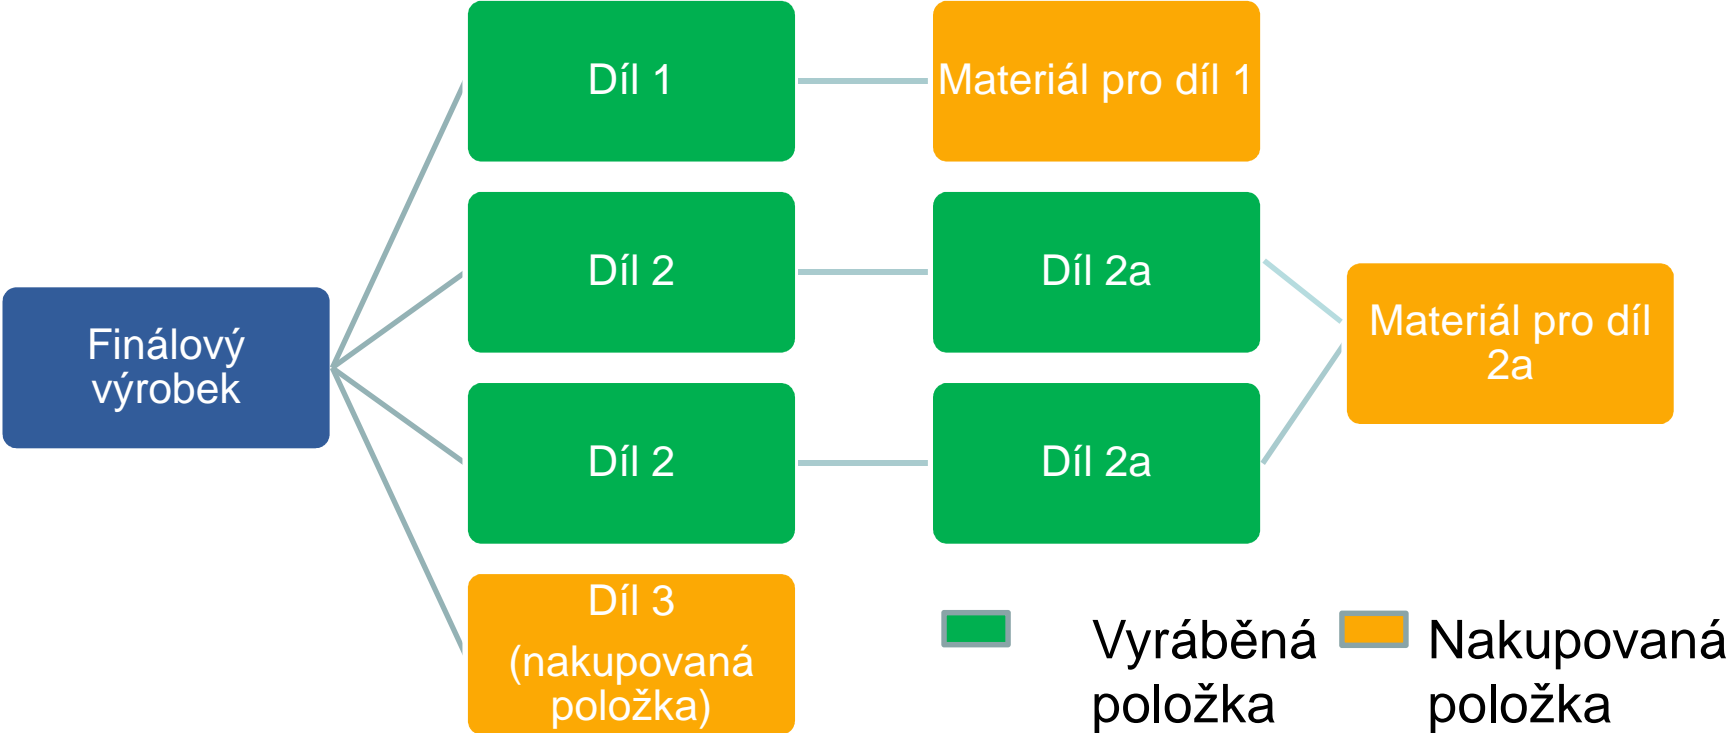 Díl 1
Materiál pro díl 1
Díl 2
Díl 2a
Finálový
výrobek
Materiál pro díl
2a
Díl 2
Díl 2a
Díl 3
(nakupovaná
položka)
Vyráběná
položka
Nakupovaná
položka